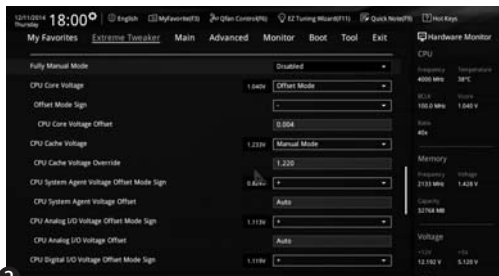 12/11/2014 Thursday 18:00 English MyFavorite(F3) Qfan Control(F6) EZ Tuning Wizard(F11) Quick Note(F9) Hot Keys
My Favorites Extreme Tweaker Main Advanced Monitor Boot Tool Exit Hardware Monitor
CPU
Fully Manual Mode Disabled
Frequency Temperature
4000 MHz 38°C
CPU Core Voltage 1.040V Offset Mode
BCLK Vcore
100.0 MHz 1.040 V
Offset Mode Sign -
Ratio
40x
CPU Core Voltage Offset 0.004
CPU Cache Voltage 1.233V Manual Mode
Memory
CPU Cache Voltage Override 1.220
Frequency Voltage
2133 MHz 1.428 V
CPU System Agent Voltage Offset Mode Sign +
Capacity
32768 MB
CPU System Agent Voltage Offset Auto
CPU Analog I/O Voltage Offset Mode Sign 1.113V +
Voltage
CPU Analog I/O Voltage Offset Auto
+12V +5V
12.192 V 5.120 V
CPU Digital I/O Voltage Offset Mode Sign 1.119V +